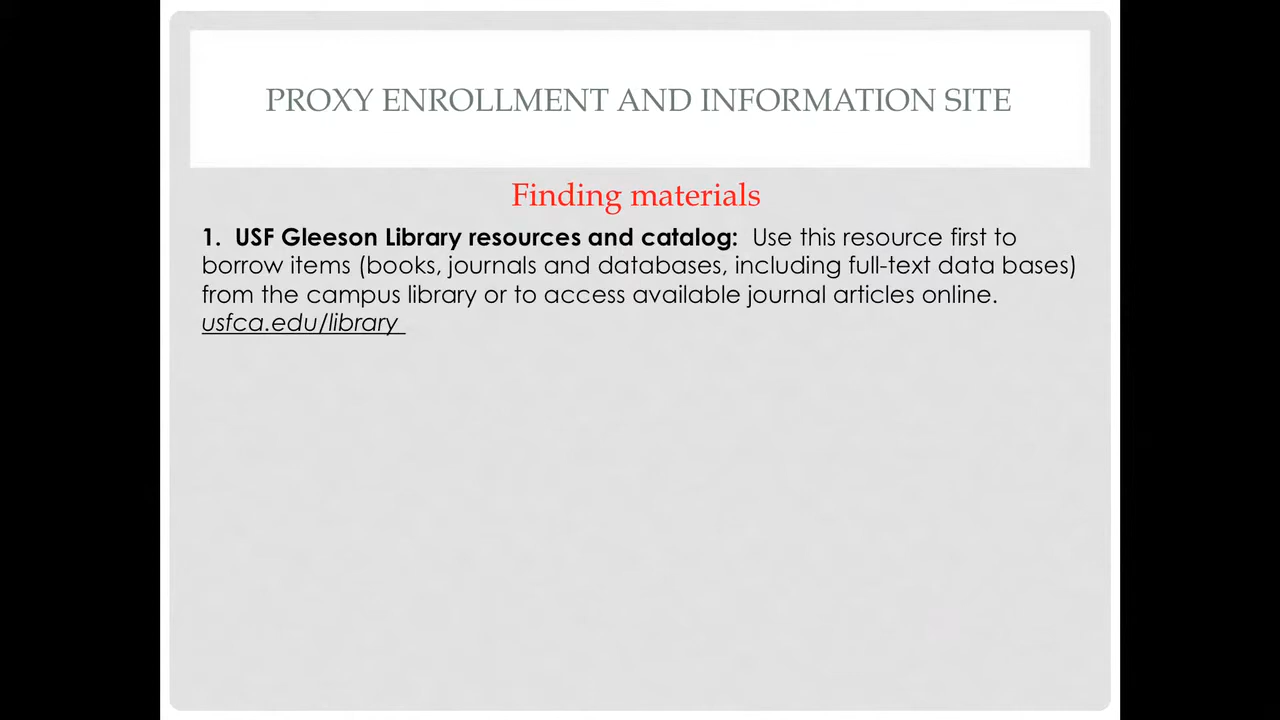 PROXY ENROLLMENT AND INFORMATION SITE
Finding materials
1. USF Gleeson Library resources and catalog: Use this resource first to
borrow items (books, journals and databases, including full-text data bases)
from the campus library or to access available journal articles online.
usfca.edu/library